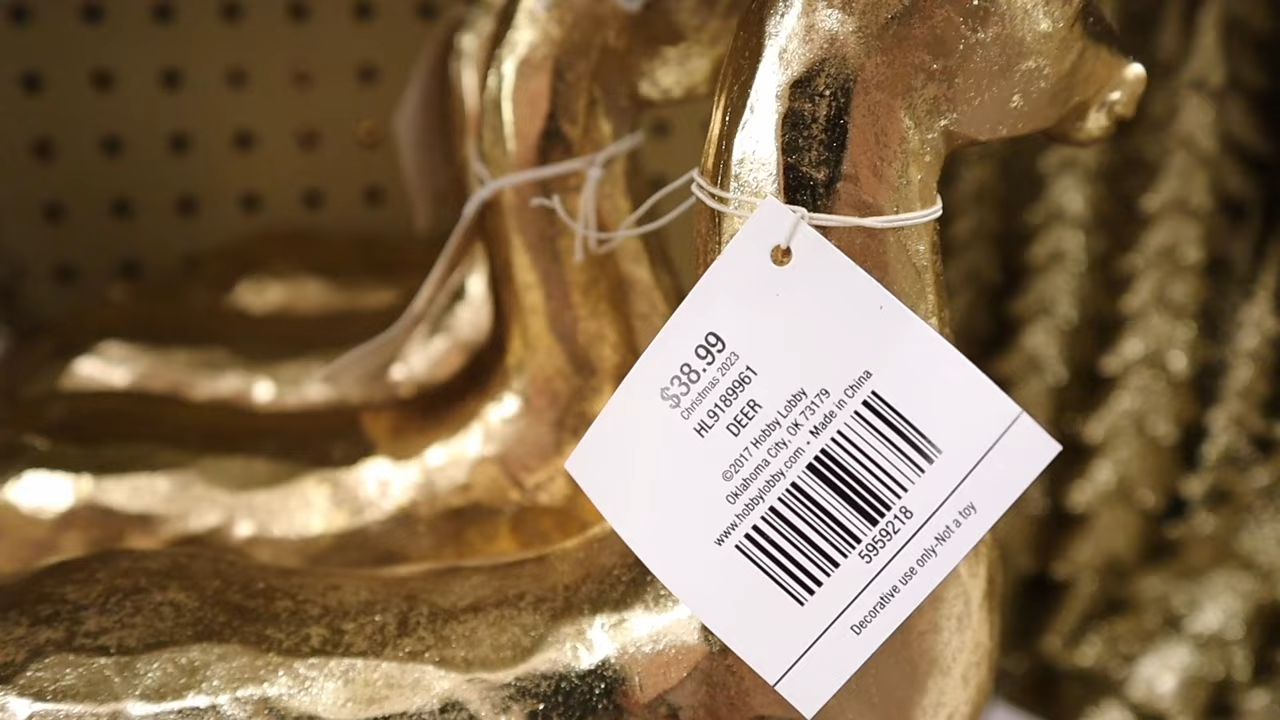 $38.99
Christmas 2023
HL9189961
DEER
©2017 Hobby Lobby
Oklahoma City, OK 73179
www.hobbylobby.com - Made in China
5959218
Decorative use only-Not a toy